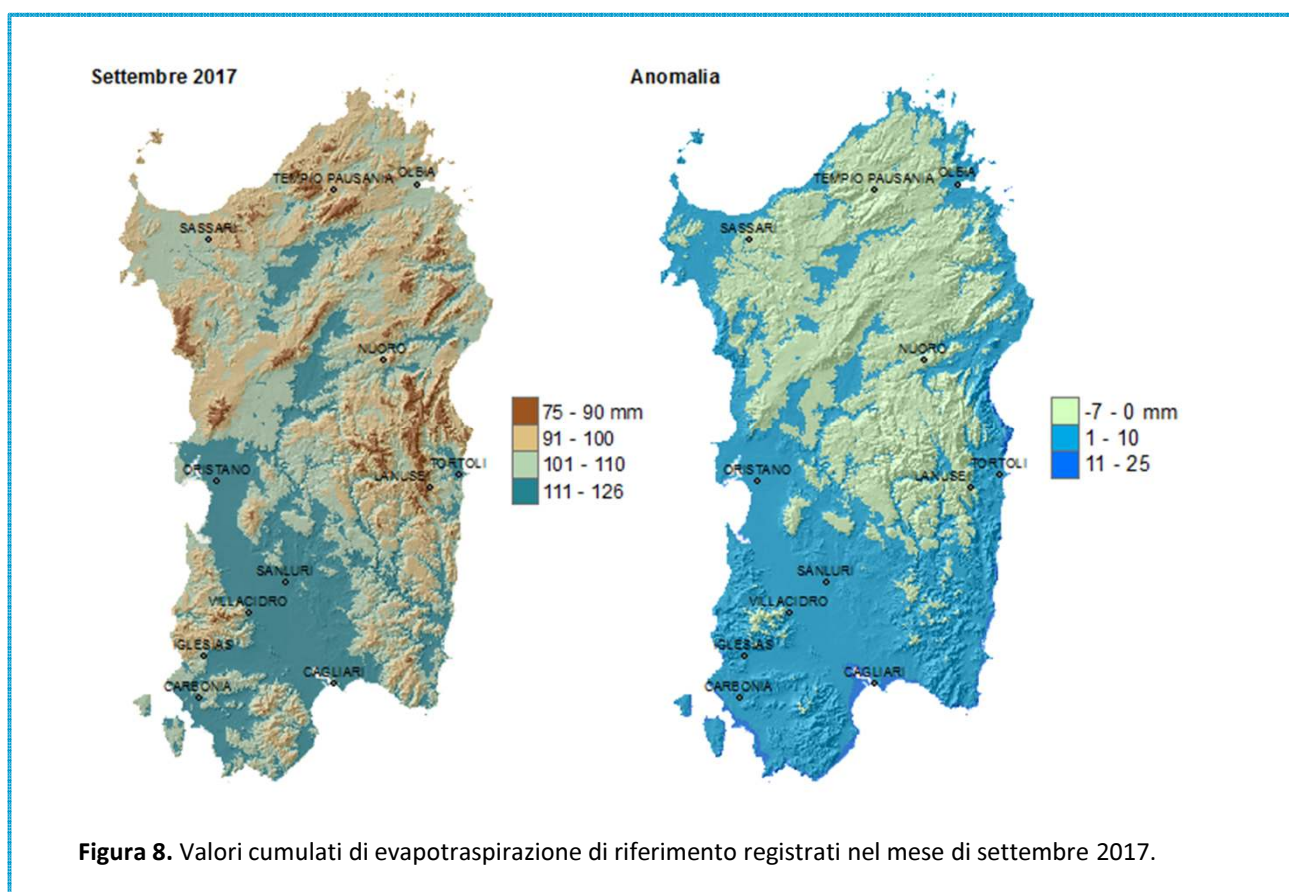 Settembre 2017
Anomalia
TEMPIO PAUSANIA
OLBIA
SASSARI
NUORO
ORISTANO
TORTOLI
LANUSEI
SANLURI
VILLACIDRO
IGLESIAS
CAGLIARI
CARBONIA
75 - 90 mm
91 - 100
101 - 110
111 - 126
TEMPIO PAUSANIA
OLBIA
SASSARI
NUORO
ORISTANO
TORTOLI
LANUSEI
SANLURI
VILLACIDRO
IGLESIAS
CAGLIARI
CARBONIA
-7 - 0 mm
1 - 10
11 - 25
Figura 8. Valori cumulati di evapotraspirazione di riferimento registrati nel mese di settembre 2017.